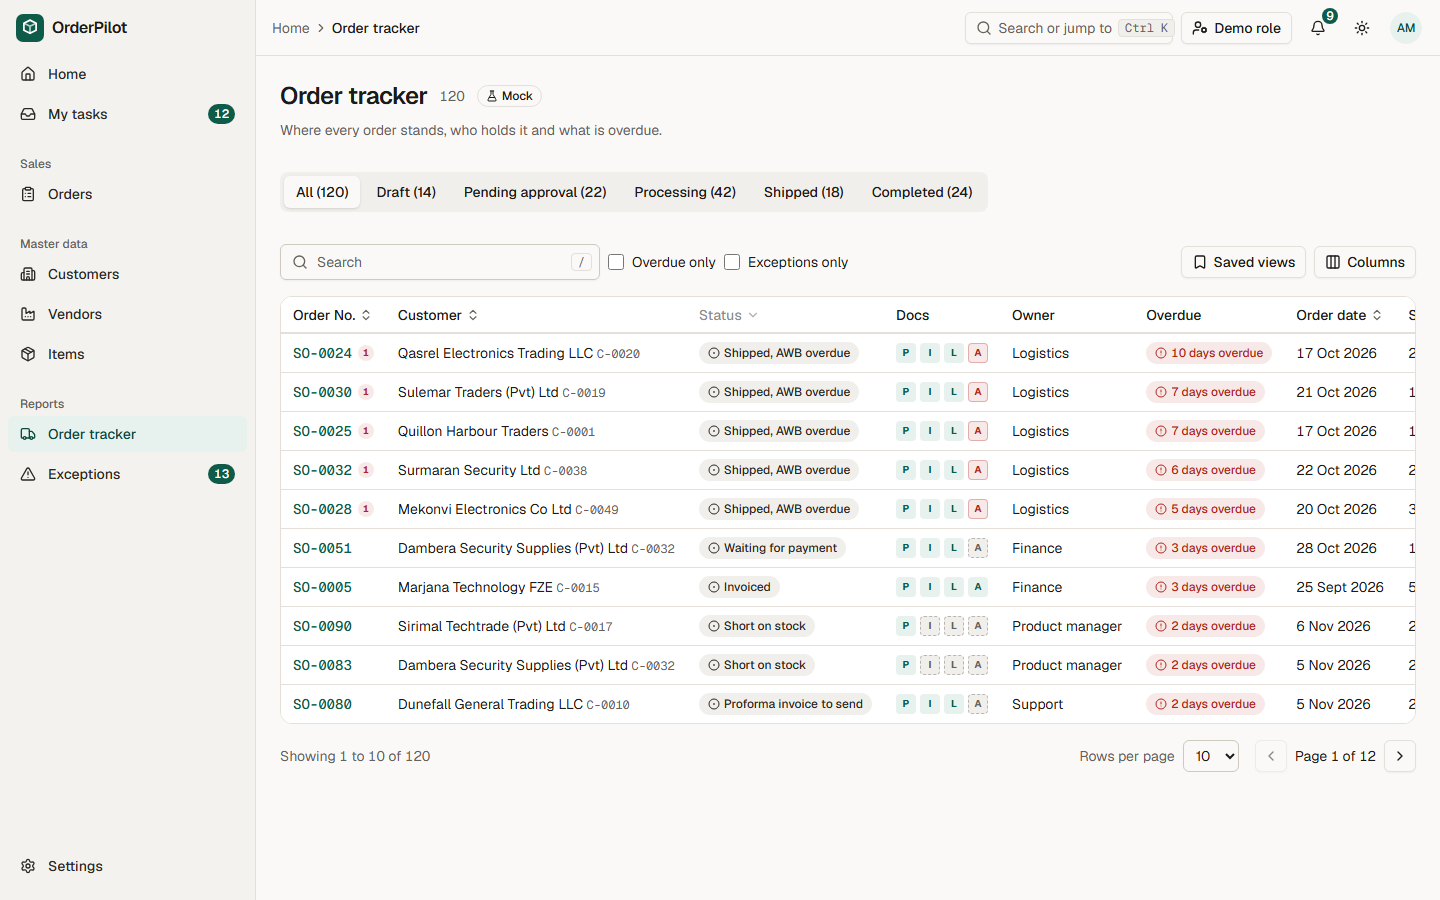 OrderPilot
Home
My tasks 12
Sales
Orders
Master data
Customers
Vendors
Items
Reports
Order tracker
Exceptions 13
Settings
Home > Order tracker
Search or jump to Ctrl K
Demo role
9
AM
Order tracker 120 Mock
Where every order stands, who holds it and what is overdue.
All (120) Draft (14) Pending approval (22) Processing (42) Shipped (18) Completed (24)
Search /
Overdue only Exceptions only
Saved views Columns
Order No. Customer Status Docs Owner Overdue Order date S
SO-0024 1 Qasrel Electronics Trading LLC C-0020 Shipped, AWB overdue P I L A Logistics 10 days overdue 17 Oct 2026 2
SO-0030 1 Sulemar Traders (Pvt) Ltd C-0019 Shipped, AWB overdue P I L A Logistics 7 days overdue 21 Oct 2026 1
SO-0025 1 Quillon Harbour Traders C-0001 Shipped, AWB overdue P I L A Logistics 7 days overdue 17 Oct 2026 1
SO-0032 1 Surmaran Security Ltd C-0038 Shipped, AWB overdue P I L A Logistics 6 days overdue 22 Oct 2026 2
SO-0028 1 Mekonvi Electronics Co Ltd C-0049 Shipped, AWB overdue P I L A Logistics 5 days overdue 20 Oct 2026 3
SO-0051 Dambera Security Supplies (Pvt) Ltd C-0032 Waiting for payment P I L A Finance 3 days overdue 28 Oct 2026 1
SO-0005 Marjana Technology FZE C-0015 Invoiced P I L A Finance 3 days overdue 25 Sept 2026 5
SO-0090 Sirimal Techtrade (Pvt) Ltd C-0017 Short on stock P I L A Product manager 2 days overdue 6 Nov 2026 2
SO-0083 Dambera Security Supplies (Pvt) Ltd C-0032 Short on stock P I L A Product manager 2 days overdue 5 Nov 2026 2
SO-0080 Dunefall General Trading LLC C-0010 Proforma invoice to send P I L A Support 2 days overdue 5 Nov 2026 2
Showing 1 to 10 of 120
Rows per page 10 Page 1 of 12